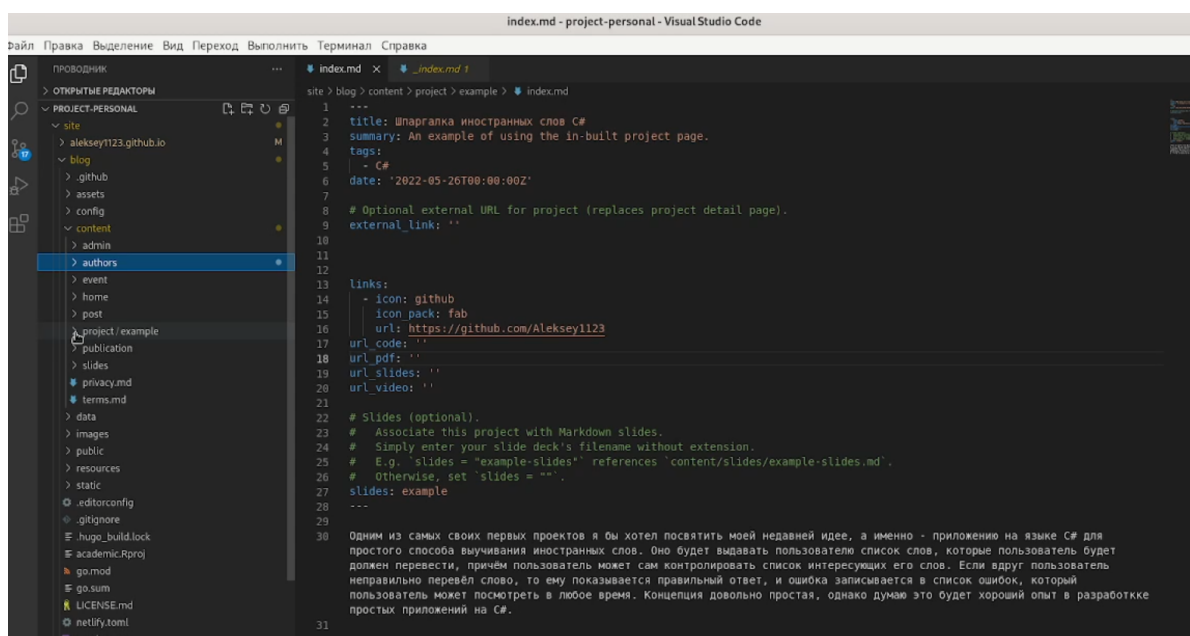 index.md - project-personal - Visual Studio Code
Файл Правка Выделение Вид Переход Выполнить Терминал Справка
ПРОВОДНИК
ОТКРЫТЫЕ РЕДАКТОРЫ
PROJECT-PERSONAL
site
aleksey1123.github.io M
blog
.github
assets
config
content
admin
authors
event
home
post
project / example
publication
slides
privacy.md
terms.md
data
images
public
resources
static
.editorconfig
.gitignore
.hugo_build.lock
academic.Rproj
go.mod
go.sum
LICENSE.md
netlify.toml
17
index.md
_index.md 1
site > blog > content > project > example > index.md
1 ---
2 title: Шпаргалка иностранных слов C#
3 summary: An example of using the in-built project page.
4 tags:
5 - C#
6 date: '2022-05-26T00:00:00Z'
7
8 # Optional external URL for project (replaces project detail page).
9 external_link: ''
10
11
12
13 links:
14 - icon: github
15 icon_pack: fab
16 url: https://github.com/Aleksey1123
17 url_code: ''
18 url_pdf: ''
19 url_slides: ''
20 url_video: ''
21
22 # Slides (optional).
23 # Associate this project with Markdown slides.
24 # Simply enter your slide deck's filename without extension.
25 # E.g. `slides = "example-slides"` references `content/slides/example-slides.md`.
26 # Otherwise, set `slides = ""`.
27 slides: example
28 ---
29
30 Одним из самых своих первых проектов я бы хотел посвятить моей недавней идее, а именно - приложению на языке C# для
простого способа выучивания иностранных слов. Оно будет выдавать пользователю список слов, которые пользователь будет
должен перевести, причём пользователь может сам контролировать список интересующих его слов. Если вдруг пользователь
неправильно перевёл слово, то ему показывается правильный ответ, и ошибка записывается в список ошибок, который
пользователь может посмотреть в любое время. Концепция довольно простая, однако думаю это будет хороший опыт в разработкке
простых приложений на C#.
31